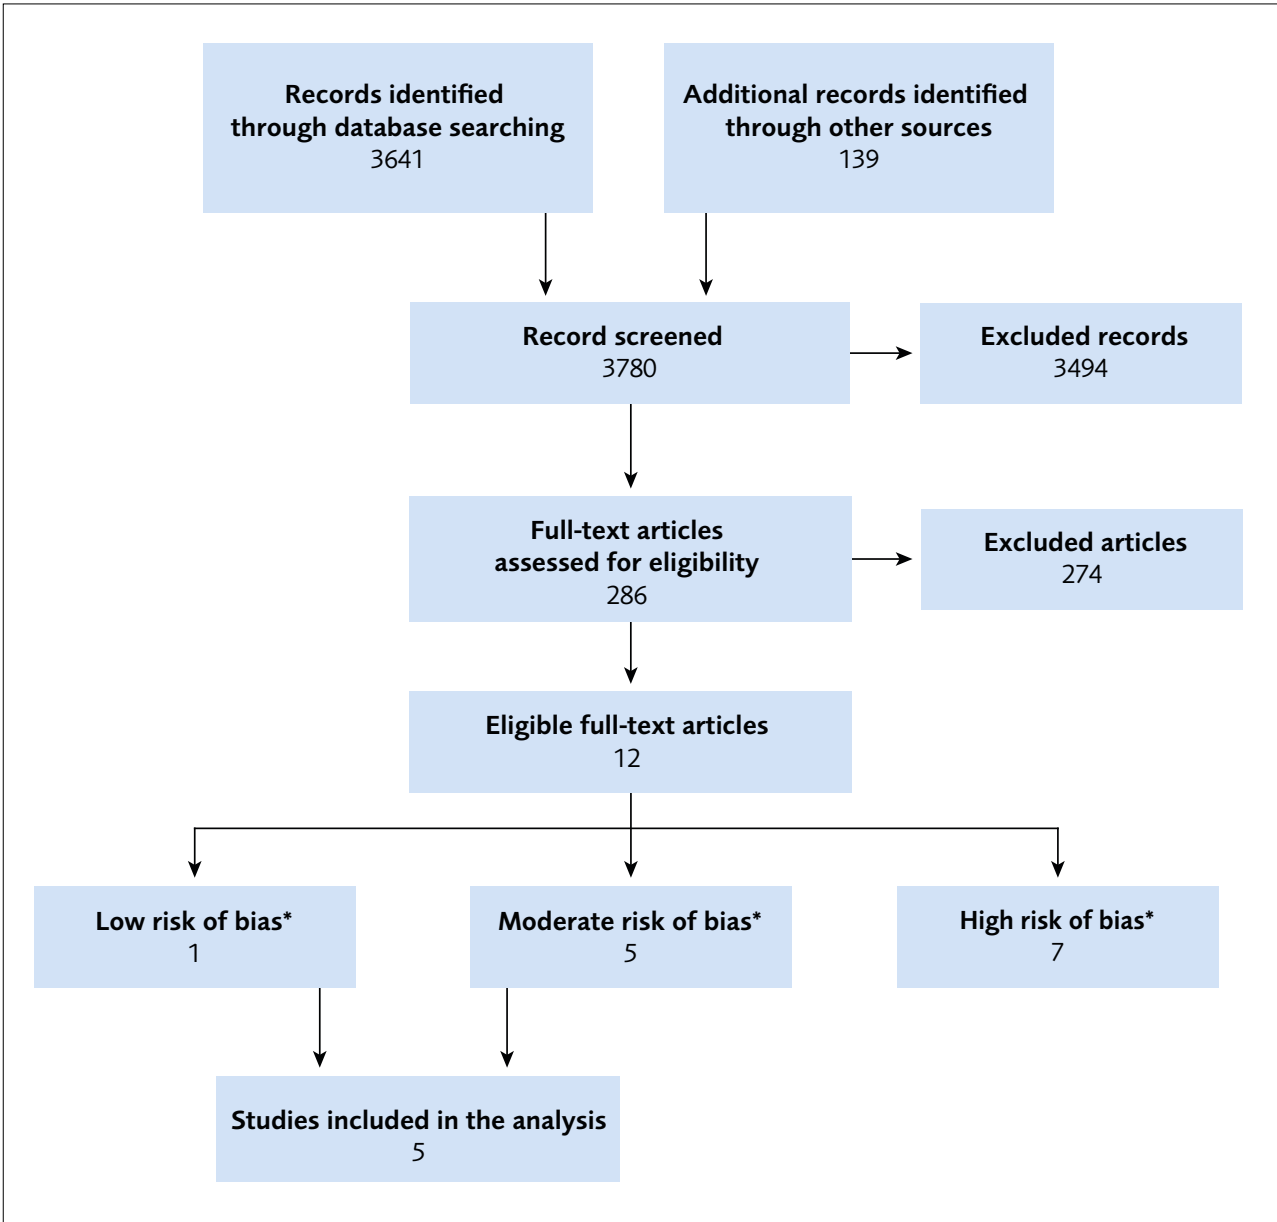 Records identified
through database searching
3641
Additional records identified
through other sources
139
Record screened
3780
Excluded records
3494
Full-text articles
assessed for eligibility
286
Excluded articles
274
Eligible full-text articles
12
Low risk of bias*
1
Moderate risk of bias*
5
High risk of bias*
7
Studies included in the analysis
5